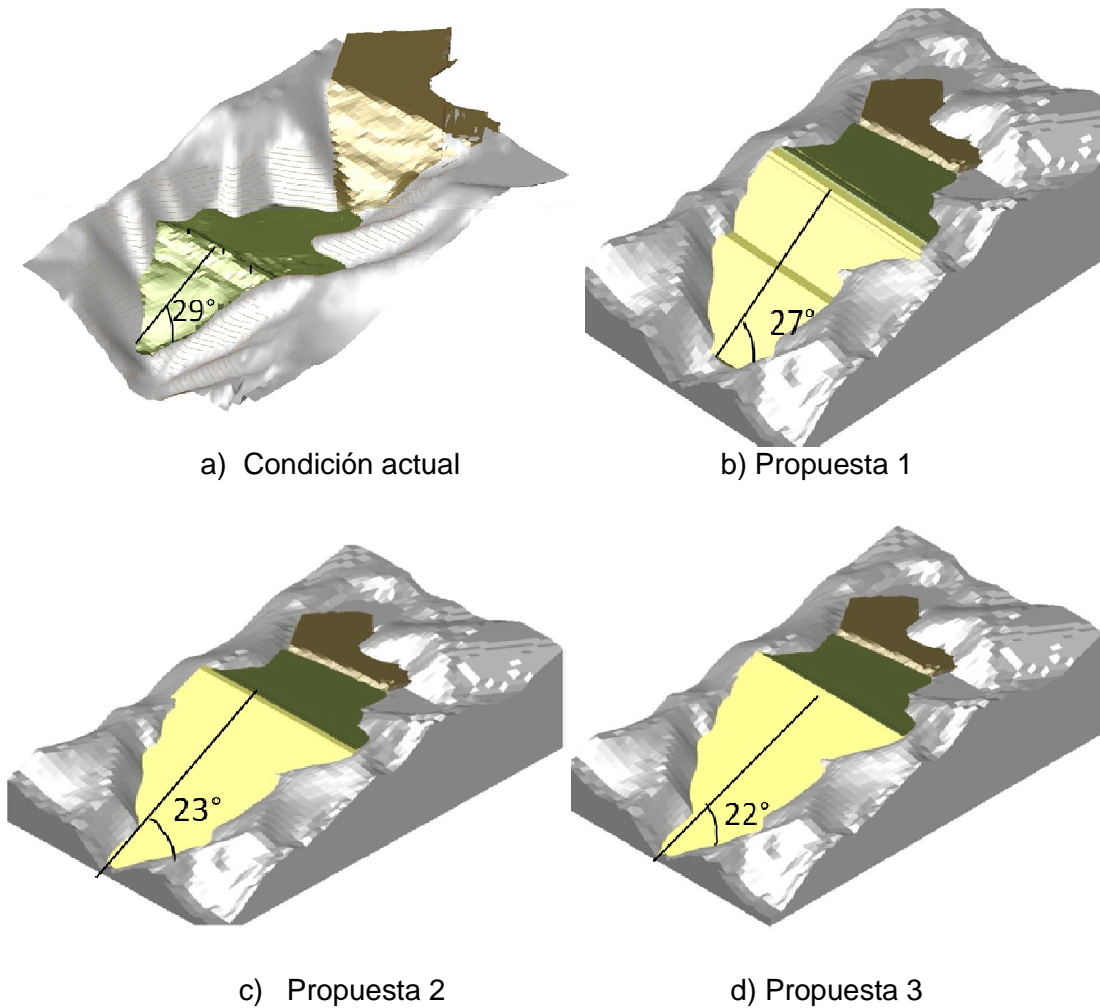 29°
27°
a) Condición actual
b) Propuesta 1
23°
22°
c) Propuesta 2
d) Propuesta 3